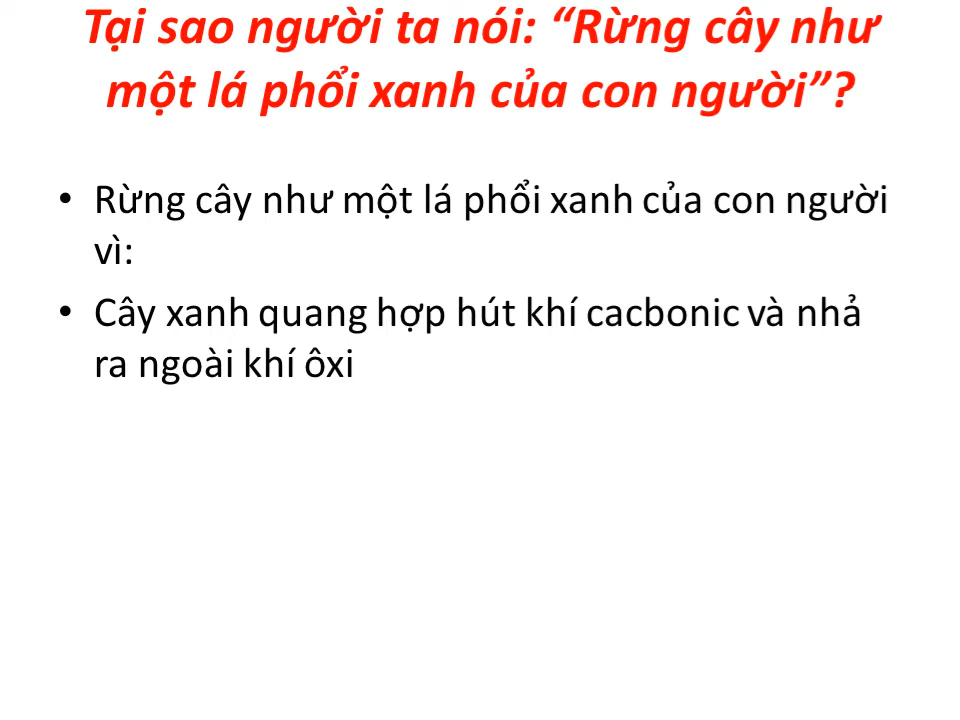 Tại sao người ta nói: “Rừng cây như
một lá phổi xanh của con người”?
• Rừng cây như một lá phổi xanh của con người
vì:
• Cây xanh quang hợp hút khí cacbonic và nhả
ra ngoài khí ôxi